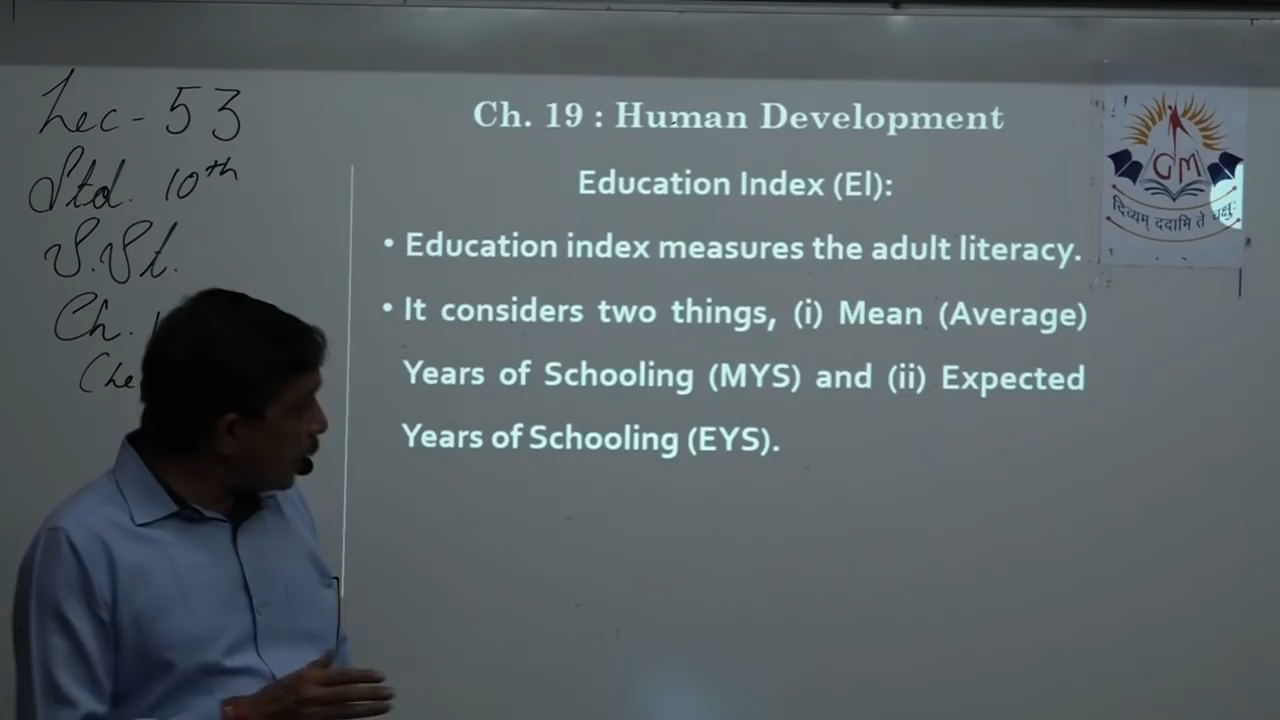 Lec - 53
Std. 10th
S.St.
Ch.
Ch. 19 : Human Development
Education Index (EI):
• Education index measures the adult literacy.
• It considers two things, (i) Mean (Average)
Years of Schooling (MYS) and (ii) Expected
Years of Schooling (EYS).
GM
दिव्यम् ददामि ते चक्षुः